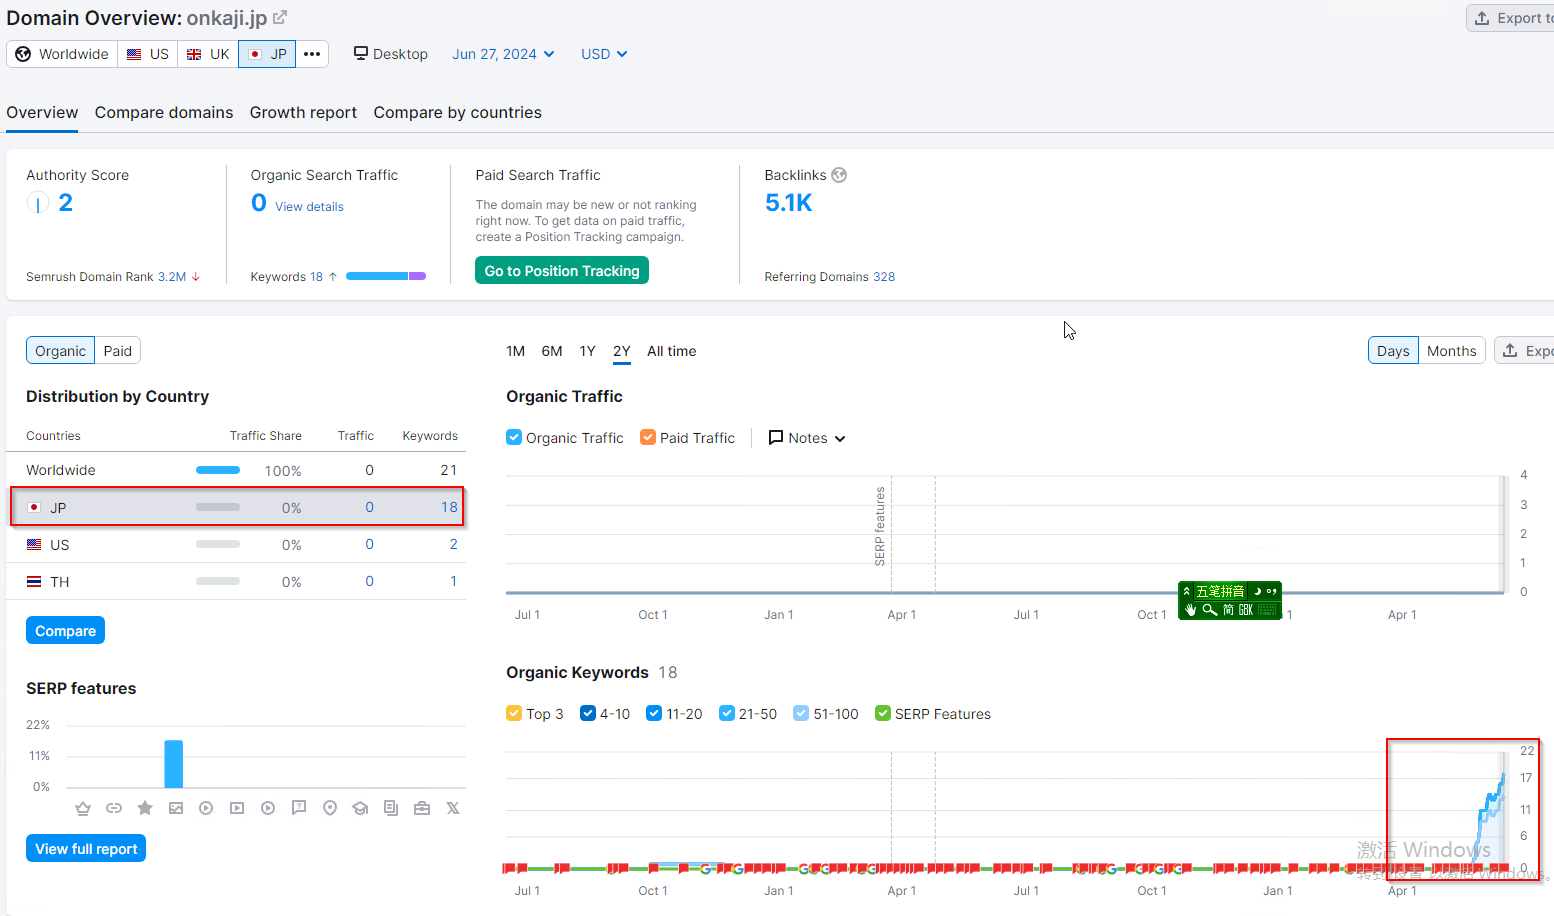 Domain Overview: onkaji.jp
Export to
Worldwide US UK JP •••
Desktop Jun 27, 2024 USD
Overview Compare domains Growth report Compare by countries
Authority Score
2
Semrush Domain Rank 3.2M ↓
Organic Search Traffic
0 View details
Keywords 18 ↑
Paid Search Traffic
The domain may be new or not ranking
right now. To get data on paid traffic,
create a Position Tracking campaign.
Go to Position Tracking
Backlinks
5.1K
Referring Domains 328
Organic Paid
Distribution by Country
Countries Traffic Share Traffic Keywords
Worldwide 100% 0 21
JP 0% 0 18
US 0% 0 2
TH 0% 0 1
Compare
SERP features
22%
11%
0%
View full report
1M 6M 1Y 2Y All time
Days Months
Expo
Organic Traffic
Organic Traffic Paid Traffic Notes
SERP features
4
3
2
1
0
五笔拼音
简 GBK
Jul 1 Oct 1 Jan 1 Apr 1 Jul 1 Oct 1 1 Apr 1
Organic Keywords 18
Top 3 4-10 11-20 21-50 51-100 SERP Features
22
17
11
6
0
激活 Windows
转到"设置"以激活 Windows。
Jul 1 Oct 1 Jan 1 Apr 1 Jul 1 Oct 1 Jan 1 Apr 1